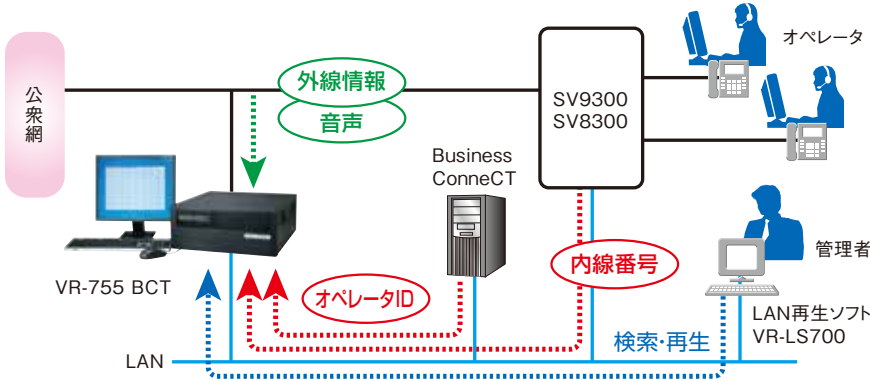 公衆網
外線情報
音声
SV9300
SV8300
オペレータ
Business
ConneCT
VR-755 BCT
オペレータID
内線番号
管理者
LAN再生ソフト
VR-LS700
検索・再生
LAN